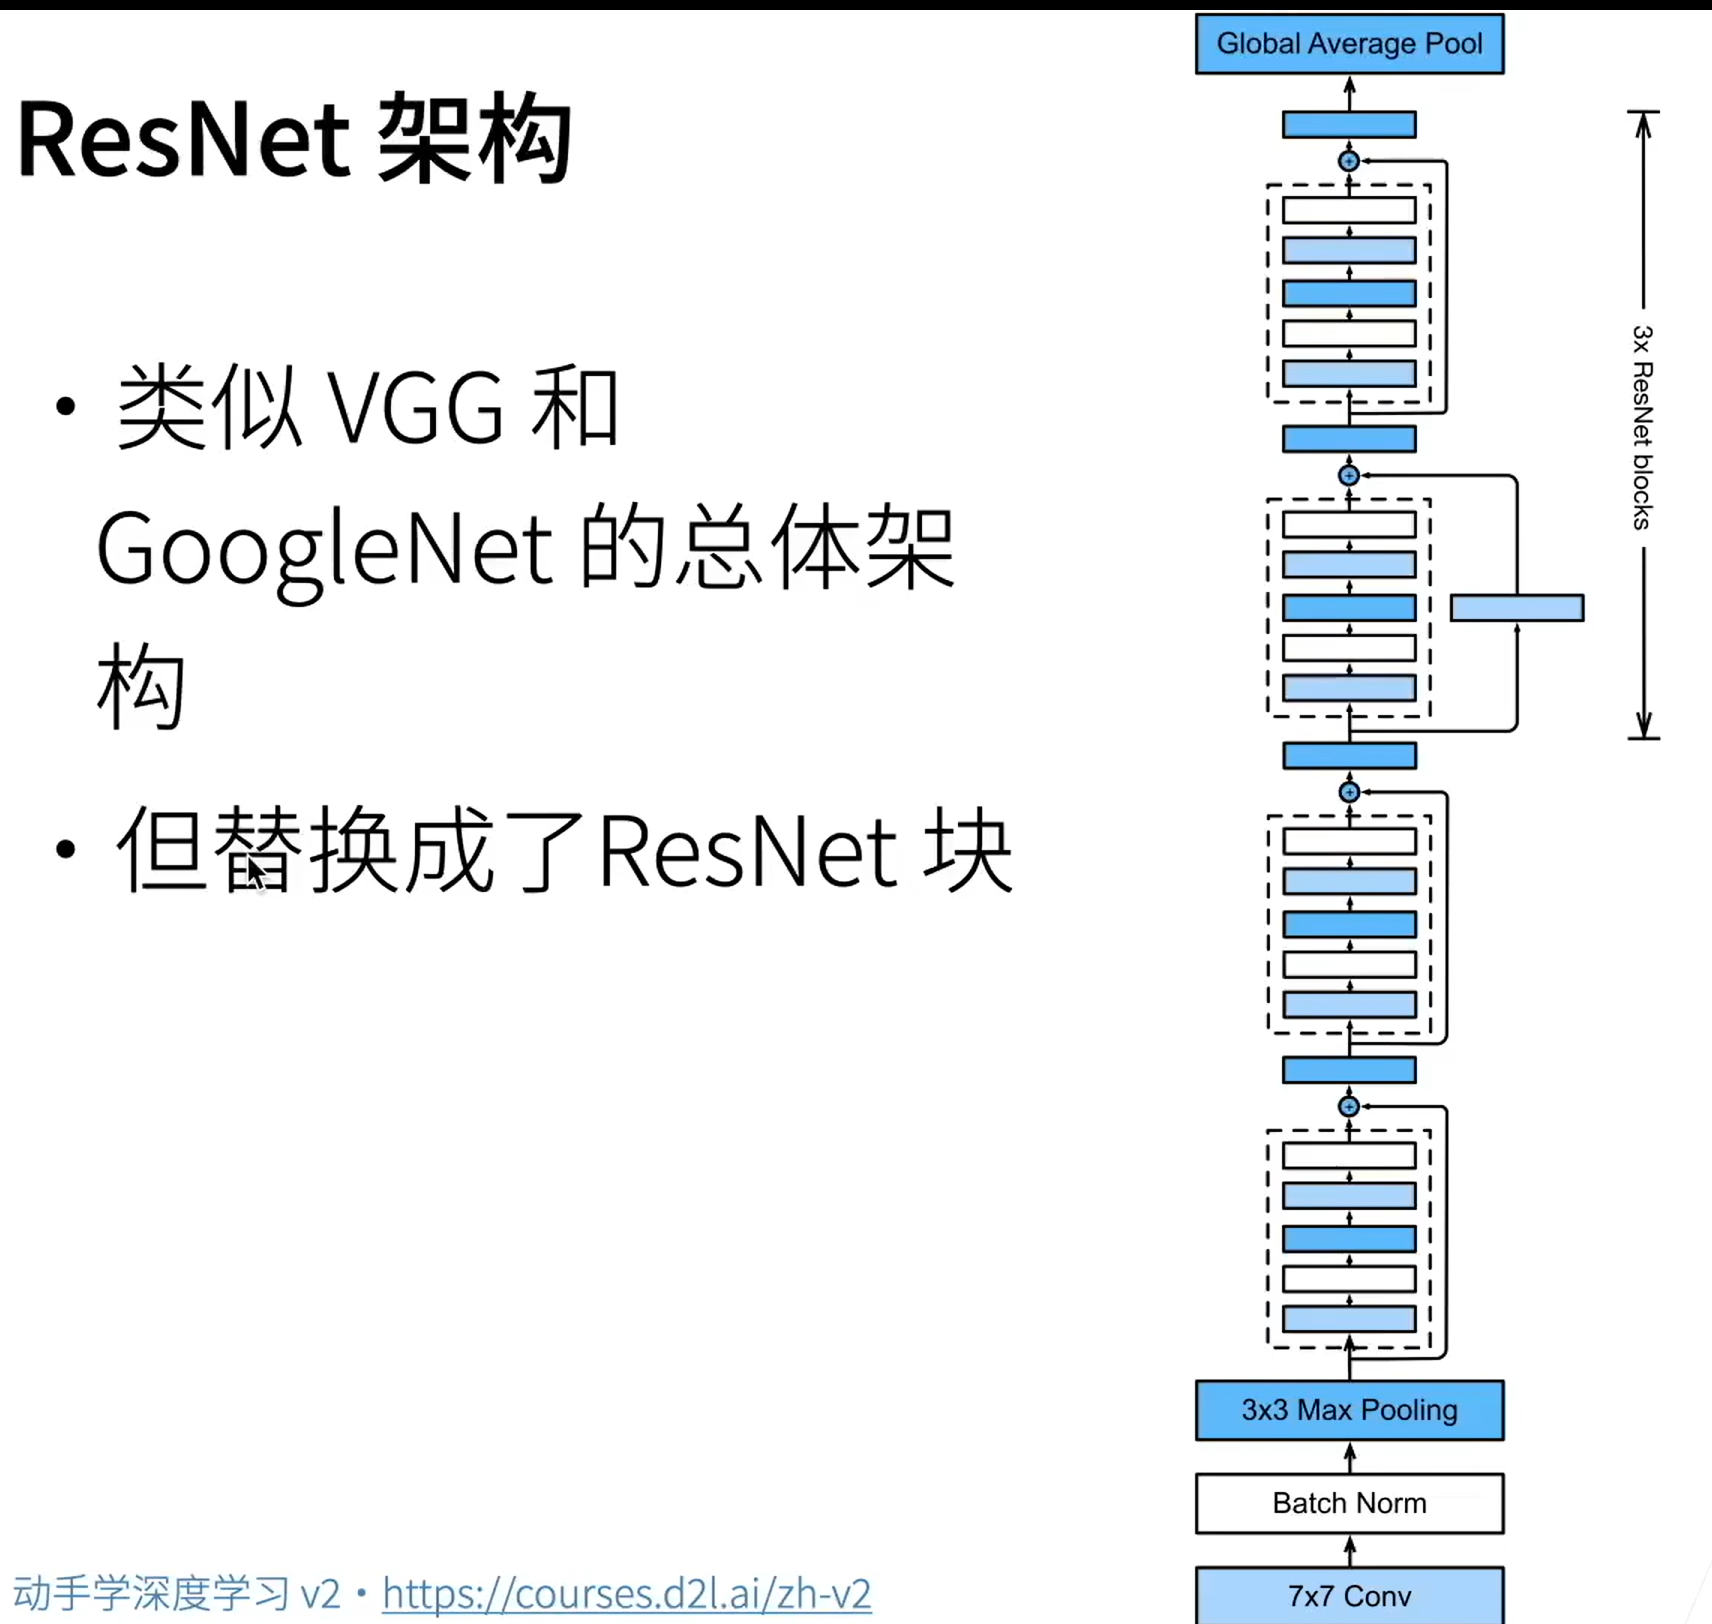 Global Average Pool
ResNet 架构
• 类似 VGG 和
GoogleNet 的总体架
构
• 但替换成了ResNet 块
3x ResNet blocks
3x3 Max Pooling
Batch Norm
7x7 Conv
动手学深度学习 v2 • https://courses.d2l.ai/zh-v2